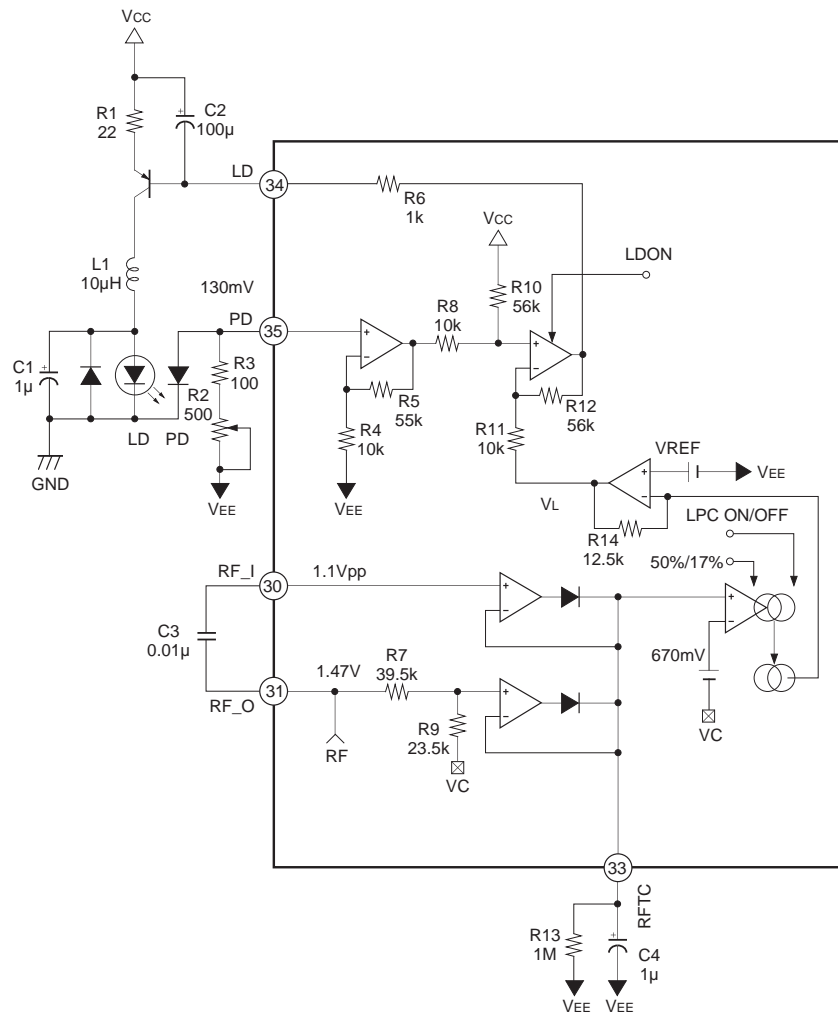 VCC
R1
22
C2
100µ
LD
34
R6
1k
VCC
LDON
L1
10µH
130mV
PD
35
R8
10k
R10
56k
C1
1µ
R3
100
R2
500
R5
55k
R12
56k
R4
10k
R11
10k
VREF
VEE
LD
PD
GND
VEE
VEE
VL
R14
12.5k
LPC ON/OFF
50%/17%
RF_I
30
1.1Vpp
C3
0.01µ
670mV
31
RF_O
1.47V
R7
39.5k
R9
23.5k
RF
VC
VC
33
RFTC
R13
1M
C4
1µ
VEE
VEE